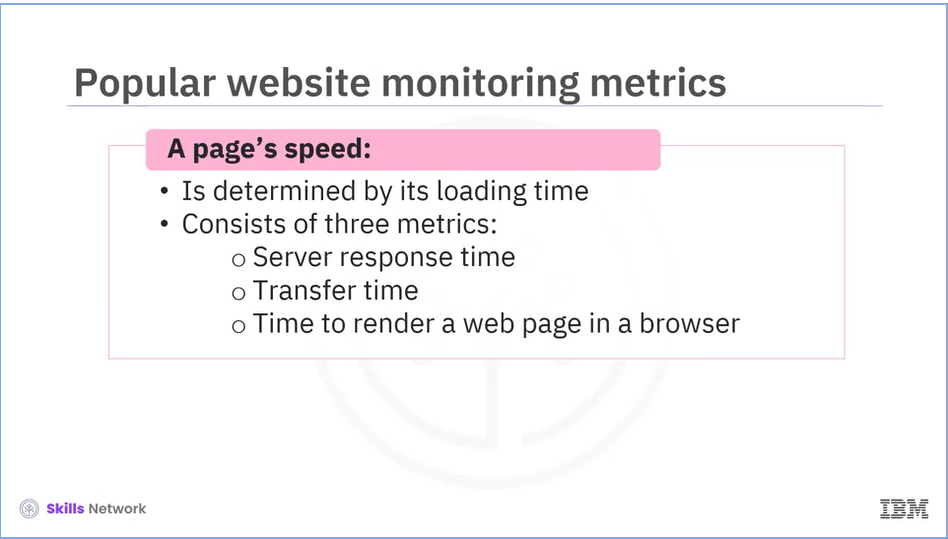 Popular website monitoring metrics
A page’s speed:
• Is determined by its loading time
• Consists of three metrics:
o Server response time
o Transfer time
o Time to render a web page in a browser
Skills Network
IBM